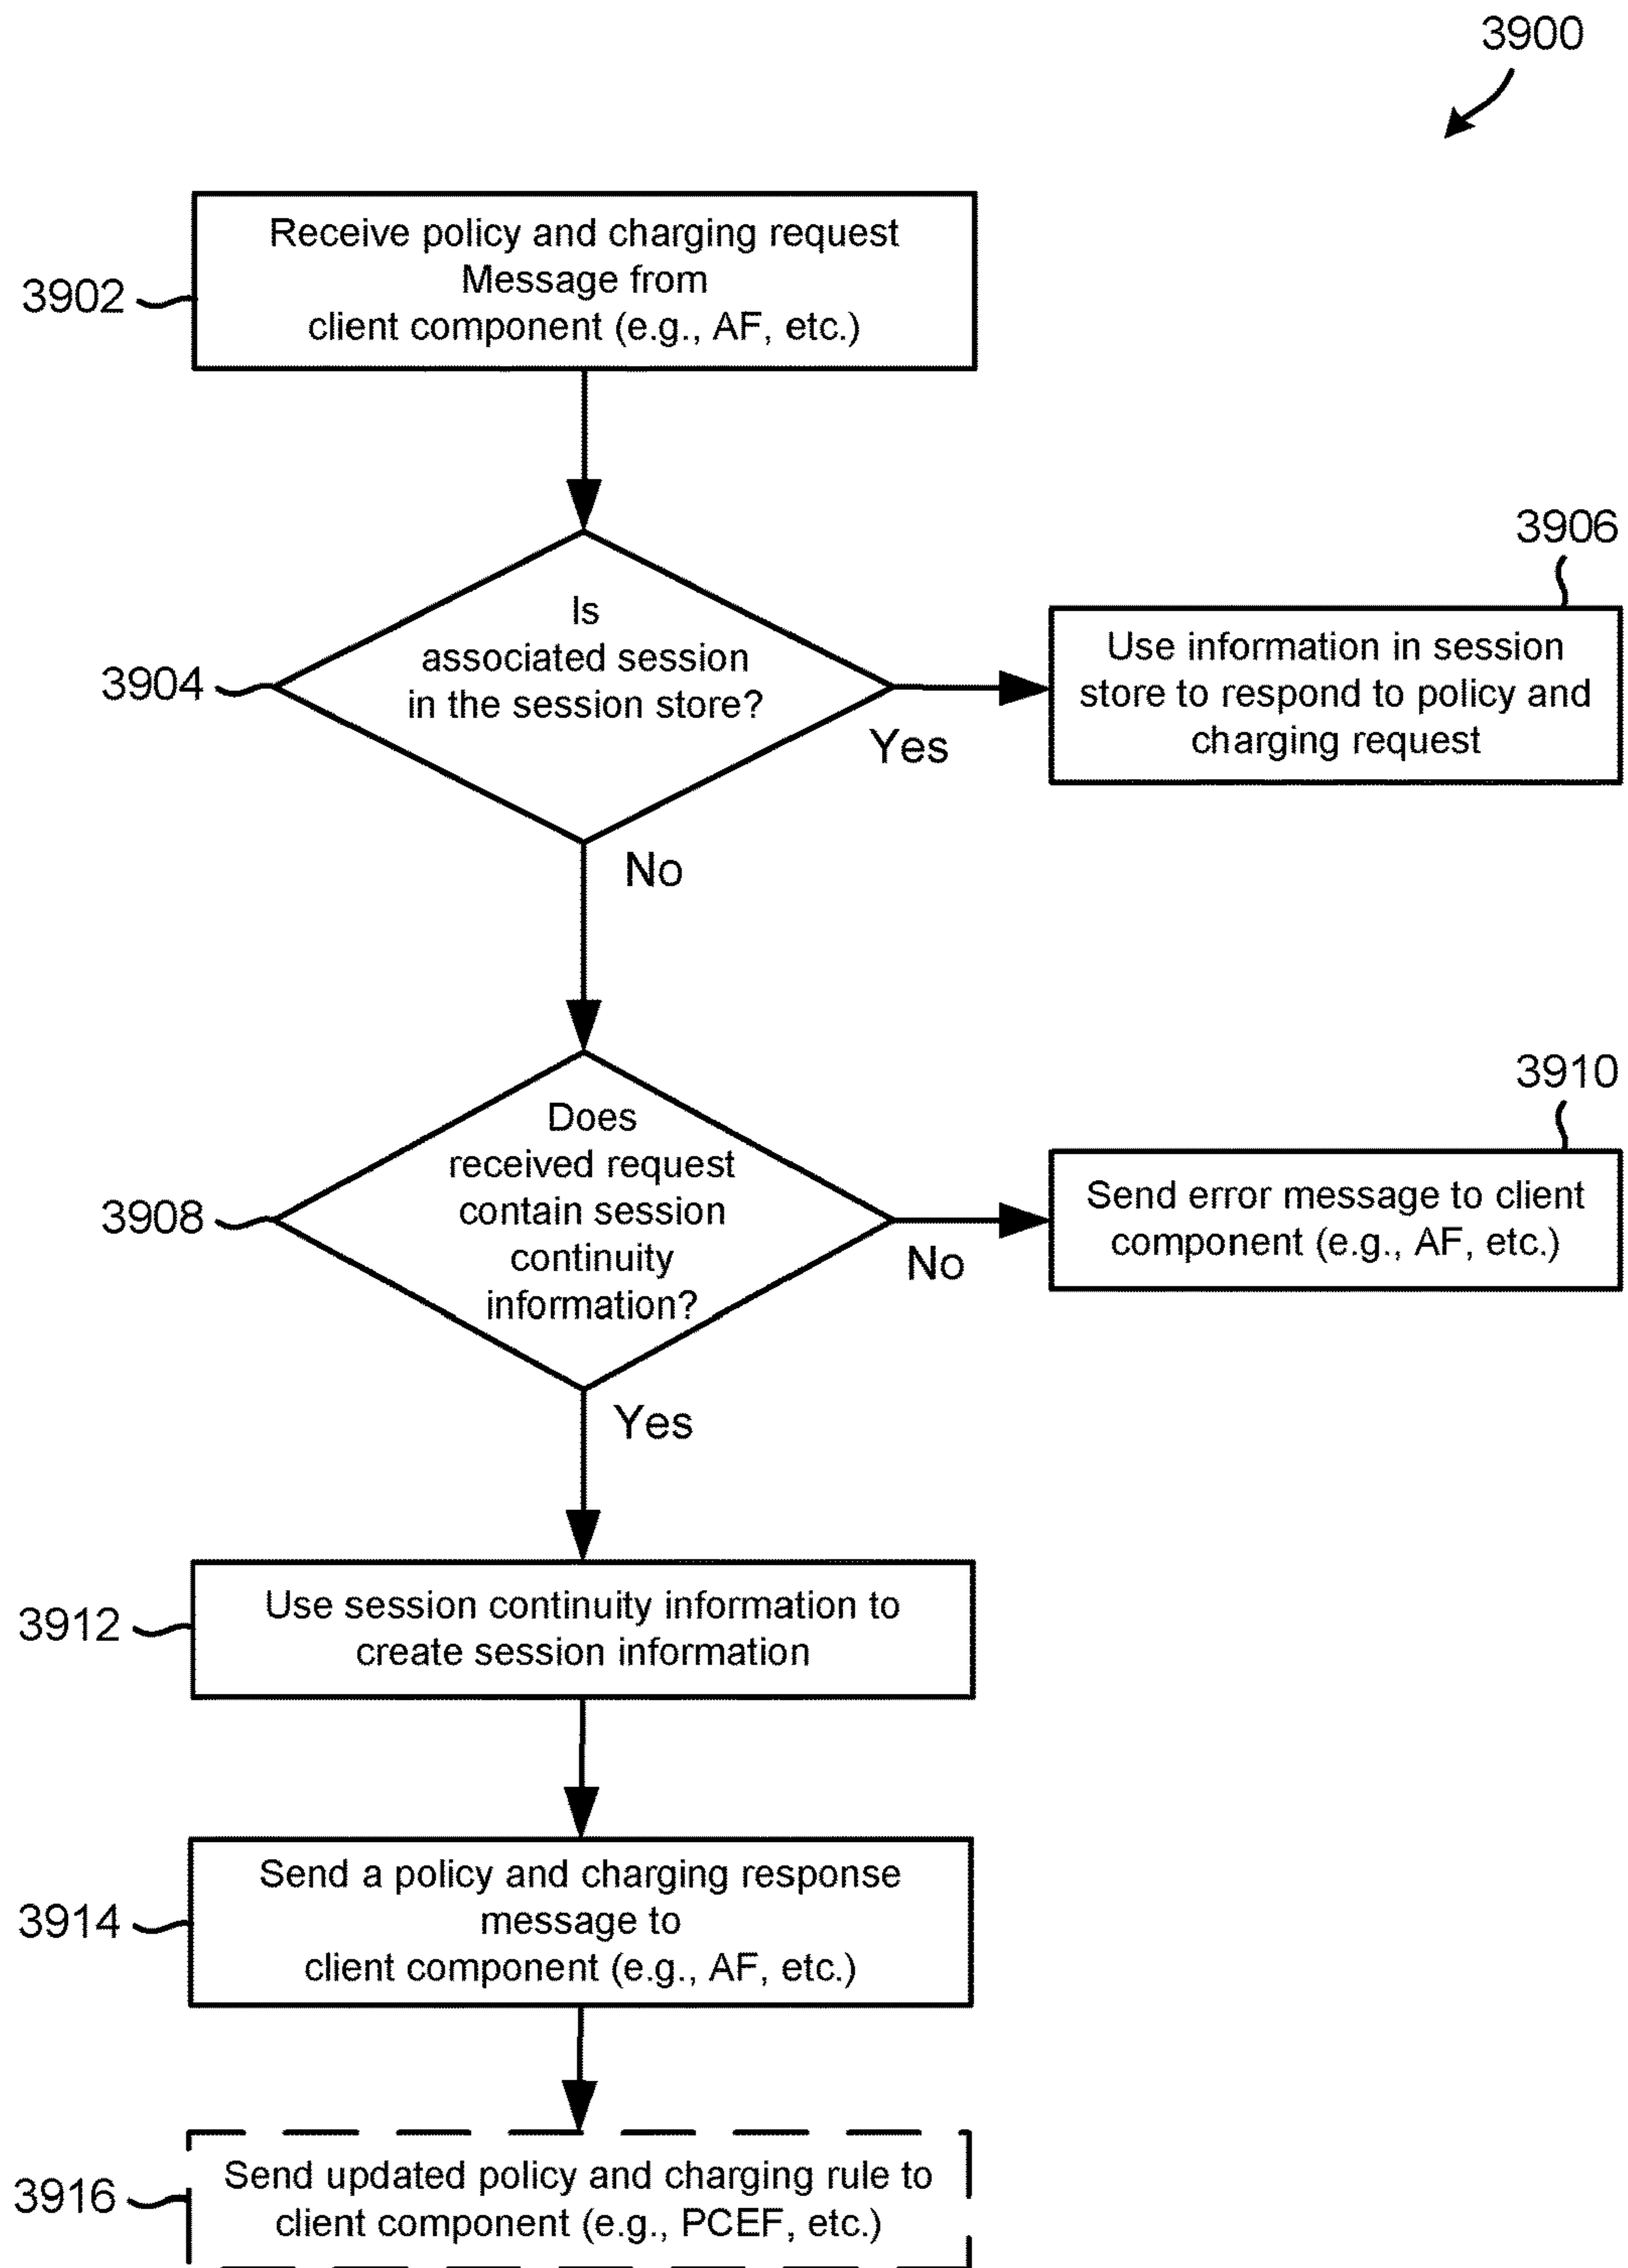 3900
Receive policy and charging request
Message from
client component (e.g., AF, etc.)
3902
Is
associated session
in the session store?
3904
Yes
3906
Use information in session
store to respond to policy and
charging request
No
Does
received request
contain session
continuity
information?
3908
No
3910
Send error message to client
component (e.g., AF, etc.)
Yes
Use session continuity information to
create session information
3912
Send a policy and charging response
message to
client component (e.g., AF, etc.)
3914
Send updated policy and charging rule to
client component (e.g., PCEF, etc.)
3916